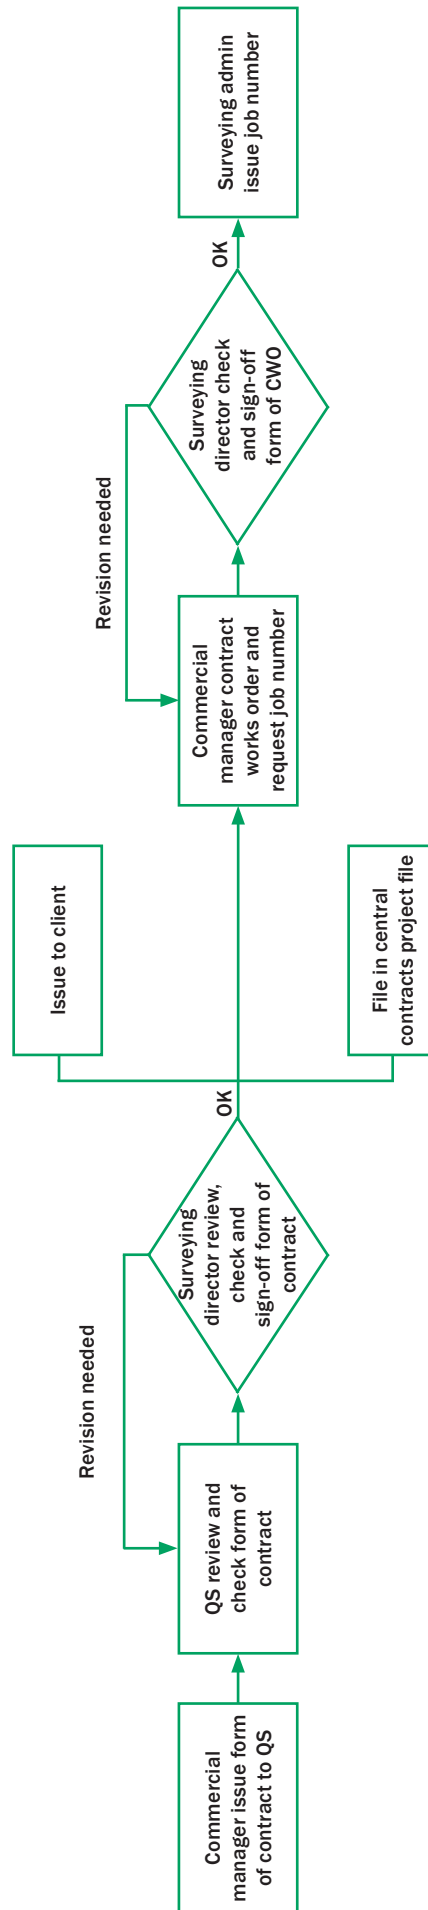 Commercial
manager issue form
of contract to QS
QS review and
check form of
contract
Revision needed
Surveying
director review,
check and
sign-off form of
contract
OK
Issue to client
File in central
contracts project file
Commercial
manager contract
works order and
request job number
Revision needed
Surveying
director check
and sign-off
form of CWO
OK
Surveying admin
issue job number